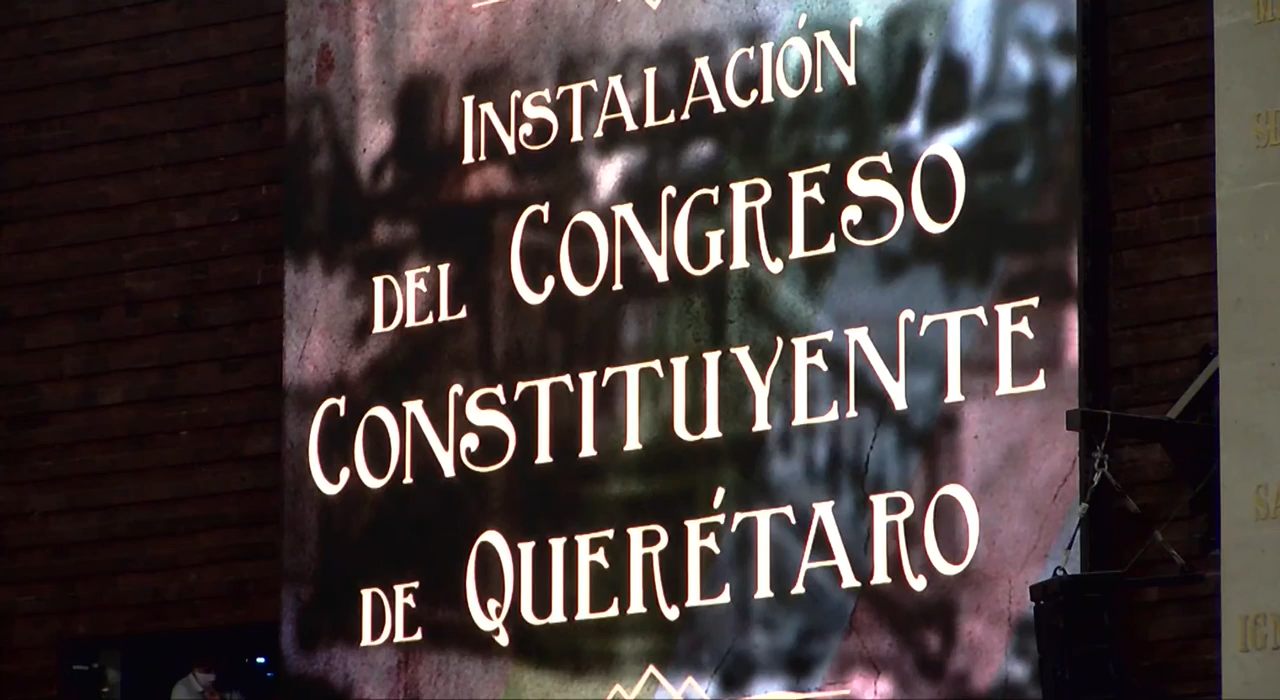 INSTALACIÓN
DEL CONGRESO
CONSTITUYENTE
DE QUERÉTARO